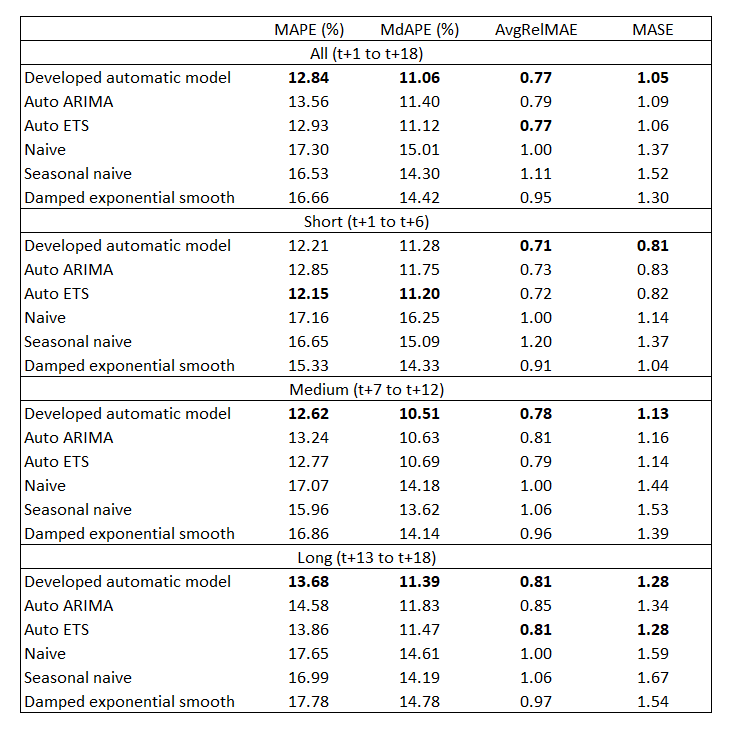 MAPE (%) MdAPE (%) AvgRelMAE MASE
All (t+1 to t+18)
Developed automatic model 12.84 11.06 0.77 1.05
Auto ARIMA 13.56 11.40 0.79 1.09
Auto ETS 12.93 11.12 0.77 1.06
Naive 17.30 15.01 1.00 1.37
Seasonal naive 16.53 14.30 1.11 1.52
Damped exponential smooth 16.66 14.42 0.95 1.30
Short (t+1 to t+6)
Developed automatic model 12.21 11.28 0.71 0.81
Auto ARIMA 12.85 11.75 0.73 0.83
Auto ETS 12.15 11.20 0.72 0.82
Naive 17.16 16.25 1.00 1.14
Seasonal naive 16.65 15.09 1.20 1.37
Damped exponential smooth 15.33 14.33 0.91 1.04
Medium (t+7 to t+12)
Developed automatic model 12.62 10.51 0.78 1.13
Auto ARIMA 13.24 10.63 0.81 1.16
Auto ETS 12.77 10.69 0.79 1.14
Naive 17.07 14.18 1.00 1.44
Seasonal naive 15.96 13.62 1.06 1.53
Damped exponential smooth 16.86 14.14 0.96 1.39
Long (t+13 to t+18)
Developed automatic model 13.68 11.39 0.81 1.28
Auto ARIMA 14.58 11.83 0.85 1.34
Auto ETS 13.86 11.47 0.81 1.28
Naive 17.65 14.61 1.00 1.59
Seasonal naive 16.99 14.19 1.06 1.67
Damped exponential smooth 17.78 14.78 0.97 1.54